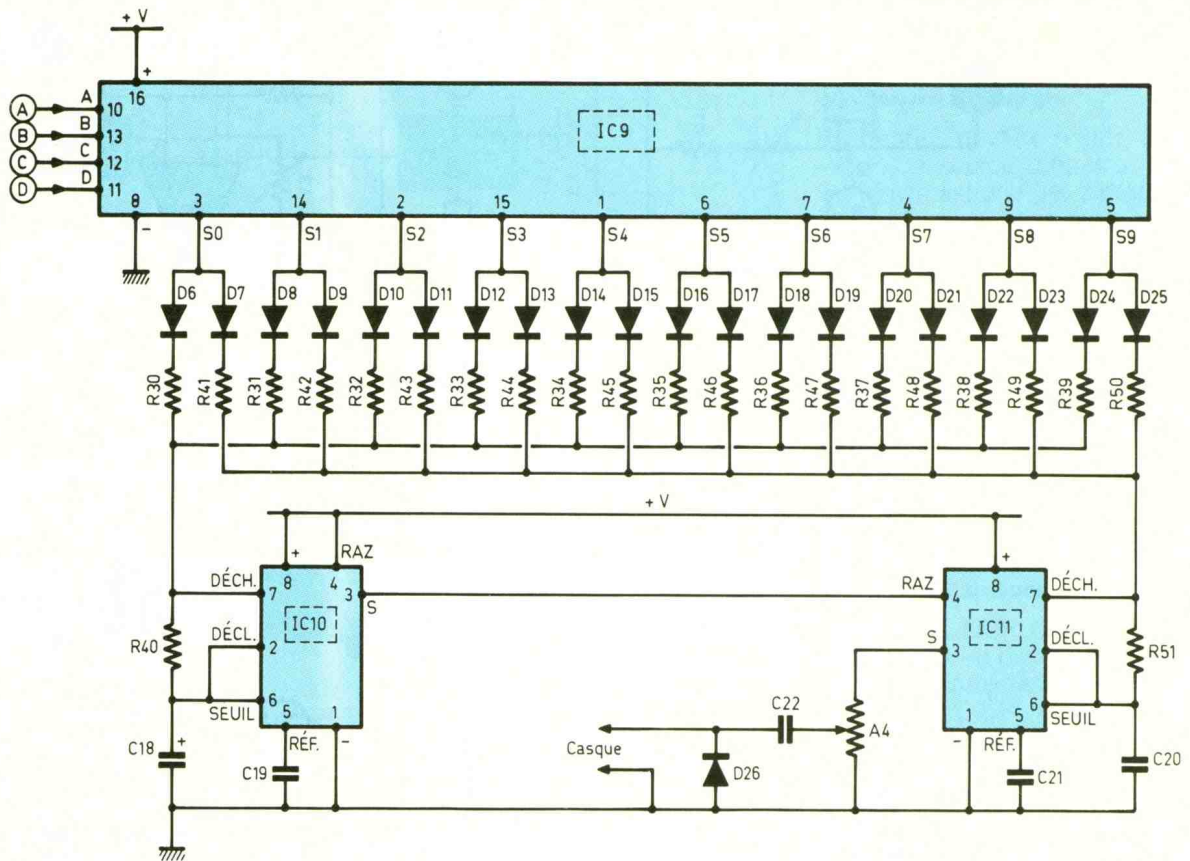 + V
+
16
A A 10
B B 13
C C 12
D D 11
IC9
8 3 14 2 15 1 6 7 4 9 5
- S0 S1 S2 S3 S4 S5 S6 S7 S8 S9
D6 D7 D8 D9 D10 D11 D12 D13 D14 D15 D16 D17 D18 D19 D20 D21 D22 D23 D24 D25
R30 R41 R31 R42 R32 R43 R33 R44 R34 R45 R35 R46 R36 R47 R37 R48 R38 R49 R39 R50
+ V
+ RAZ
8 4
DÉCH. 7
3 S
IC10
DÉCL. 2
R40
6
SEUIL
5 1
RÉF. -
C18 +
C19
+
8
RAZ 4
7 DÉCH.
IC11
S 3
2 DÉCL.
R51
6 SEUIL
1 5
- RÉF.
C22
A4
Casque
D26
C21
C20